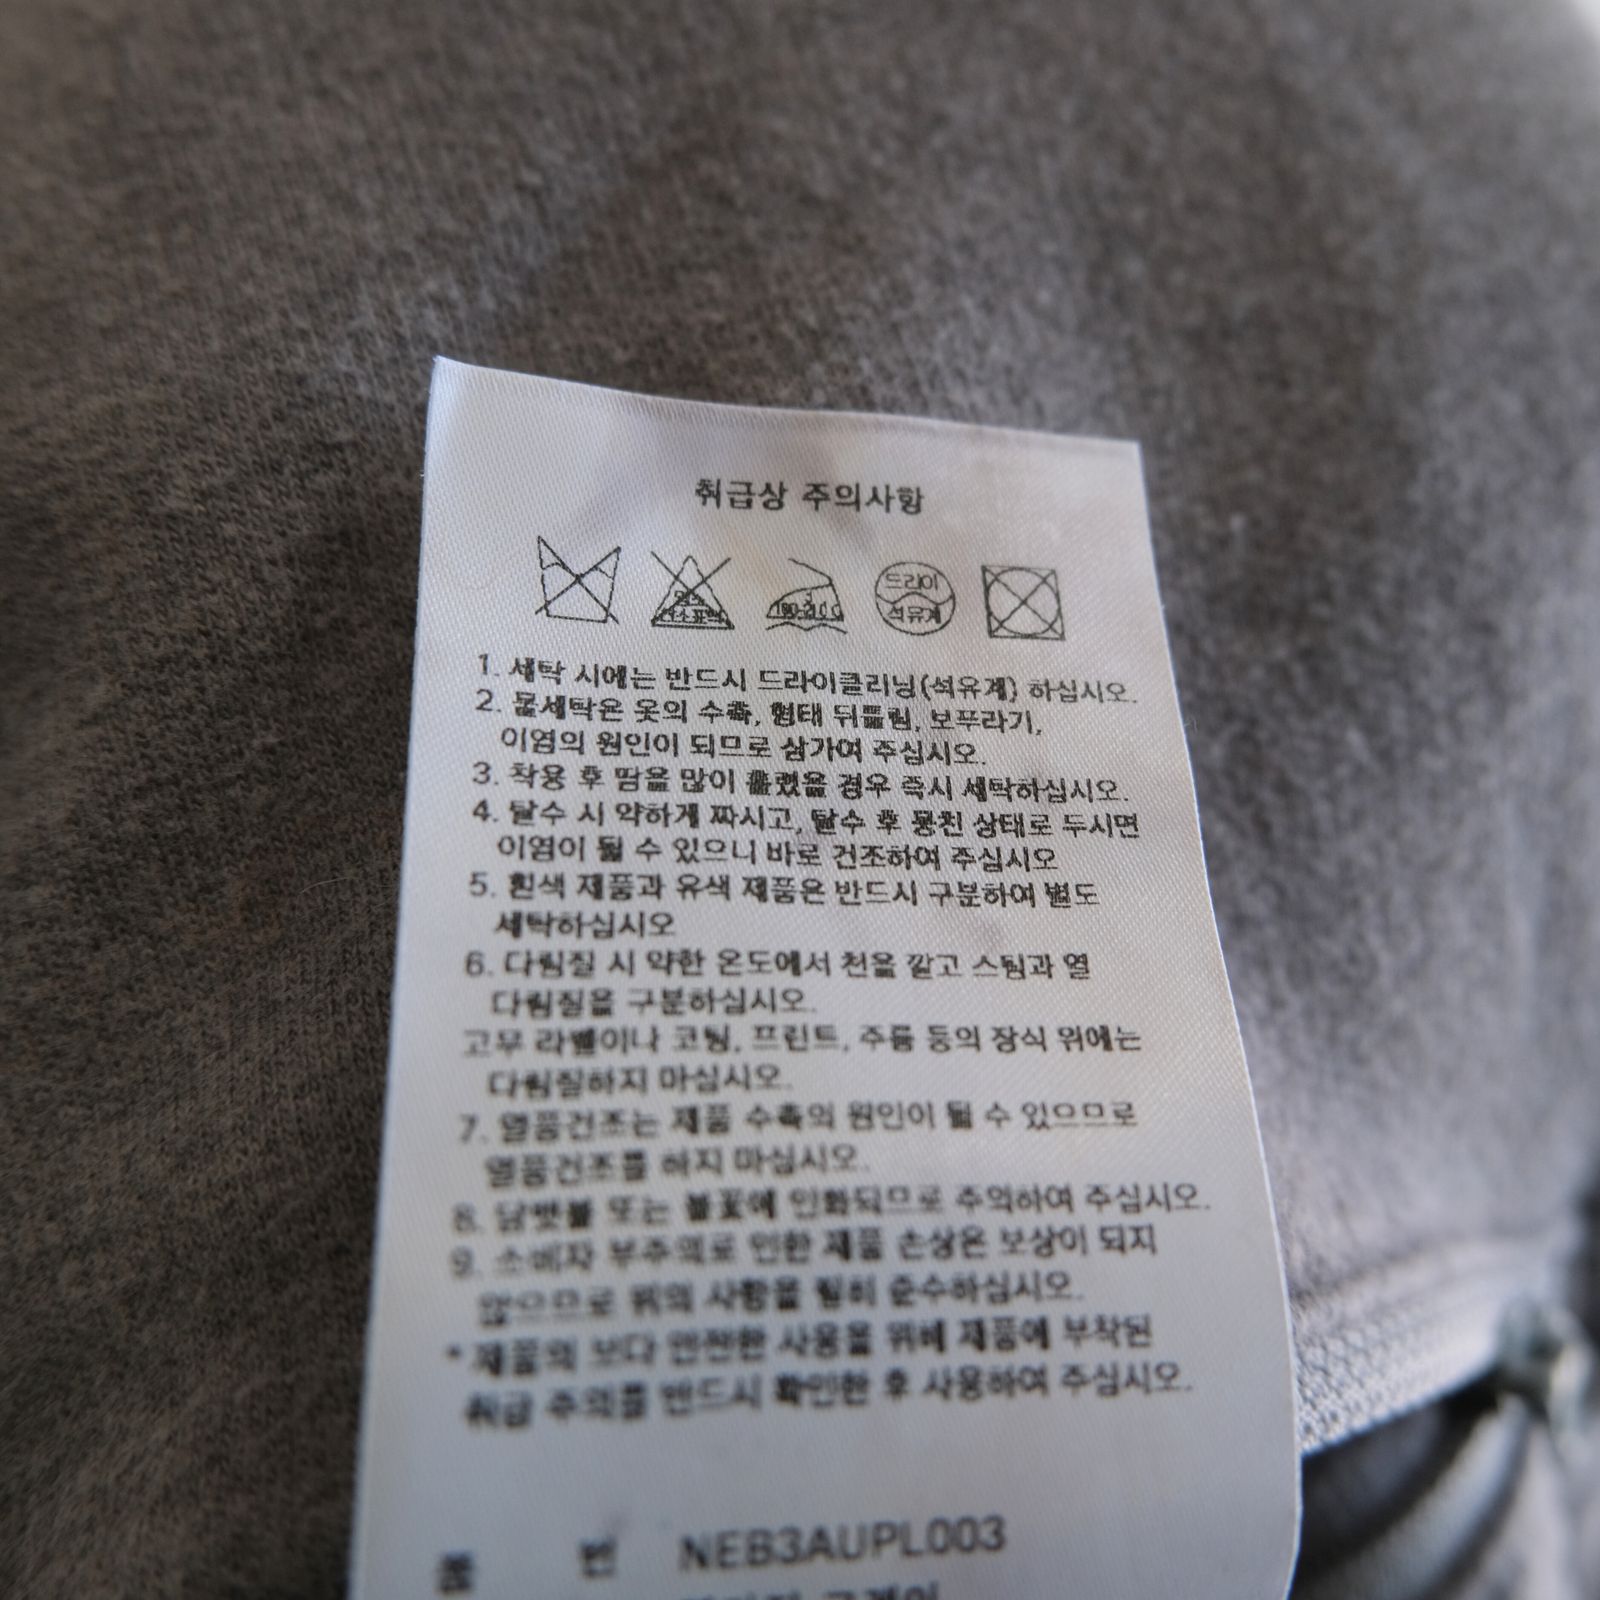 취급상 주의사항
드라이
석유계
1. 세탁 시에는 반드시 드라이클리닝(석유계) 하십시오.
2. 물세탁은 옷의 수축, 형태 뒤틀림, 보푸라기,
이염의 원인이 되므로 삼가여 주십시오.
3. 착용 후 땀을 많이 흘렸을 경우 즉시 세탁하십시오.
4. 탈수 시 약하게 짜시고, 탈수 후 뭉친 상태로 두시면
이염이 될 수 있으니 바로 건조하여 주십시오
5. 흰색 제품과 유색 제품은 반드시 구분하여 별도
세탁하십시오
6. 다림질 시 약한 온도에서 천을 깔고 스팀과 열
다림질을 구분하십시오.
고무 라벨이나 코팅, 프린트, 주름 등의 장식 위에는
다림질하지 마십시오.
7. 열풍건조는 제품 수축의 원인이 될 수 있으므로
열풍건조를 하지 마십시오.
8. 담뱃불 또는 불꽃에 인화되므로 주의하여 주십시오.
9. 소비자 부주의로 인한 제품 손상은 보상이 되지
않으므로 위의 사항을 필히 준수하십시오.
* 제품의 보다 안전한 사용을 위해 제품에 부착된
취급 주의를 반드시 확인한 후 사용하여 주십시오.
품 번 NEB3AUPL003